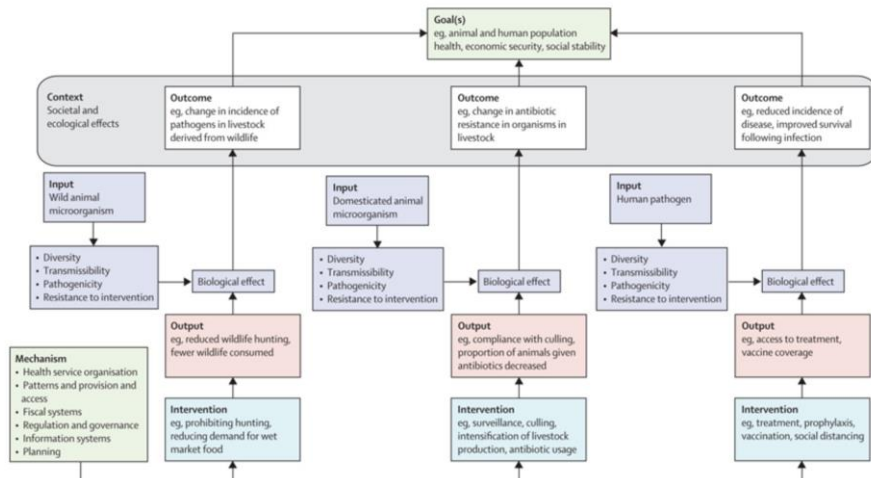 Goal(s)
eg, animal and human population
health, economic security, social stability
Context
Societal and
ecological effects
Outcome
eg, change in incidence of
pathogens in livestock
derived from wildlife
Outcome
eg, change in antibiotic
resistance in organisms in
livestock
Outcome
eg, reduced incidence of
disease, improved survival
following infection
Input
Wild animal
microorganism
Input
Domesticated animal
microorganism
Input
Human pathogen
• Diversity
• Transmissibility
• Pathogenicity
• Resistance to intervention
Biological effect
• Diversity
• Transmissibility
• Pathogenicity
• Resistance to intervention
Biological effect
• Diversity
• Transmissibility
• Pathogenicity
• Resistance to intervention
Biological effect
Output
eg, reduced wildlife hunting,
fewer wildlife consumed
Output
eg, compliance with culling,
proportion of animals given
antibiotics decreased
Output
eg, access to treatment,
vaccine coverage
Mechanism
• Health service organisation
• Patterns and provision and
access
• Fiscal systems
• Regulation and governance
• Information systems
• Planning
Intervention
eg, prohibiting hunting,
reducing demand for wet
market food
Intervention
eg, surveillance, culling,
intensification of livestock
production, antibiotic usage
Intervention
eg, treatment, prophylaxis,
vaccination, social distancing